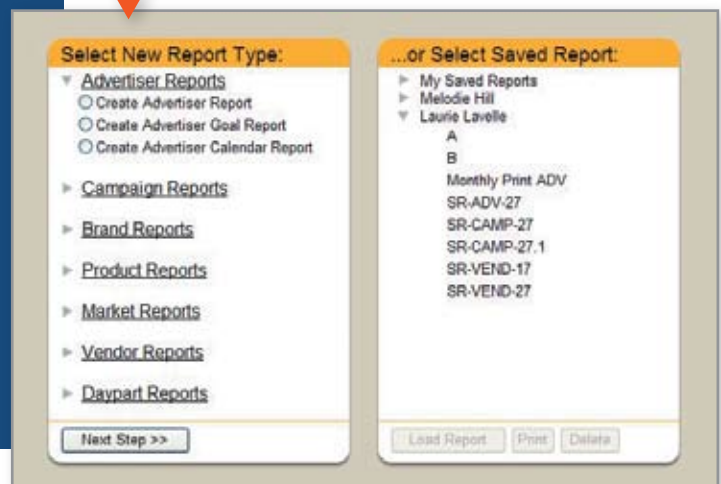 Select New Report Type:
Advertiser Reports
Create Advertiser Report
Create Advertiser Goal Report
Create Advertiser Calendar Report
Campaign Reports
Brand Reports
Product Reports
Market Reports
Vendor Reports
Daypart Reports
Next Step >>
...or Select Saved Report:
My Saved Reports
Melodie Hill
Laurie Lavelle
A
B
Monthly Print ADV
SR-ADV-27
SR-CAMP-27
SR-CAMP-27.1
SR-VEND-17
SR-VEND-27
Load Report Print Delete